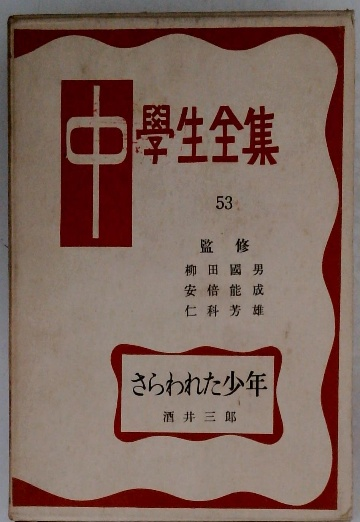 中學生全集
53
監修
柳田國男
安倍能成
仁科芳雄
さらわれた少年
酒井三郎